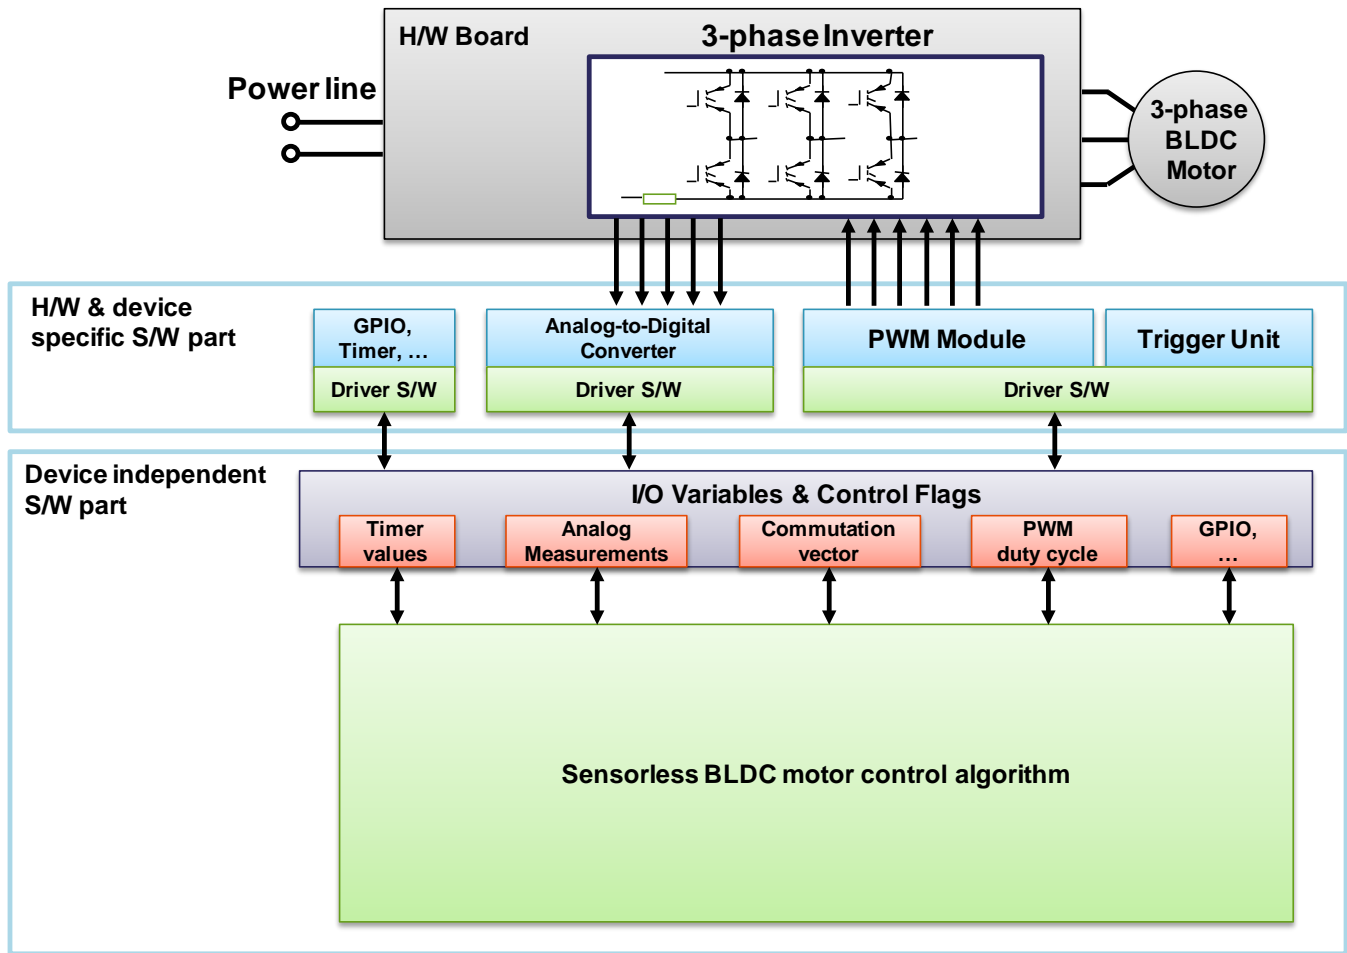 H/W Board
3-phase Inverter
Power line
3-phase
BLDC
Motor
H/W & device
specific S/W part
GPIO,
Timer, ...
Driver S/W
Analog-to-Digital
Converter
Driver S/W
PWM Module
Trigger Unit
Driver S/W
Device independent
S/W part
I/O Variables & Control Flags
Timer
values
Analog
Measurements
Commutation
vector
PWM
duty cycle
GPIO,
...
Sensorless BLDC motor control algorithm